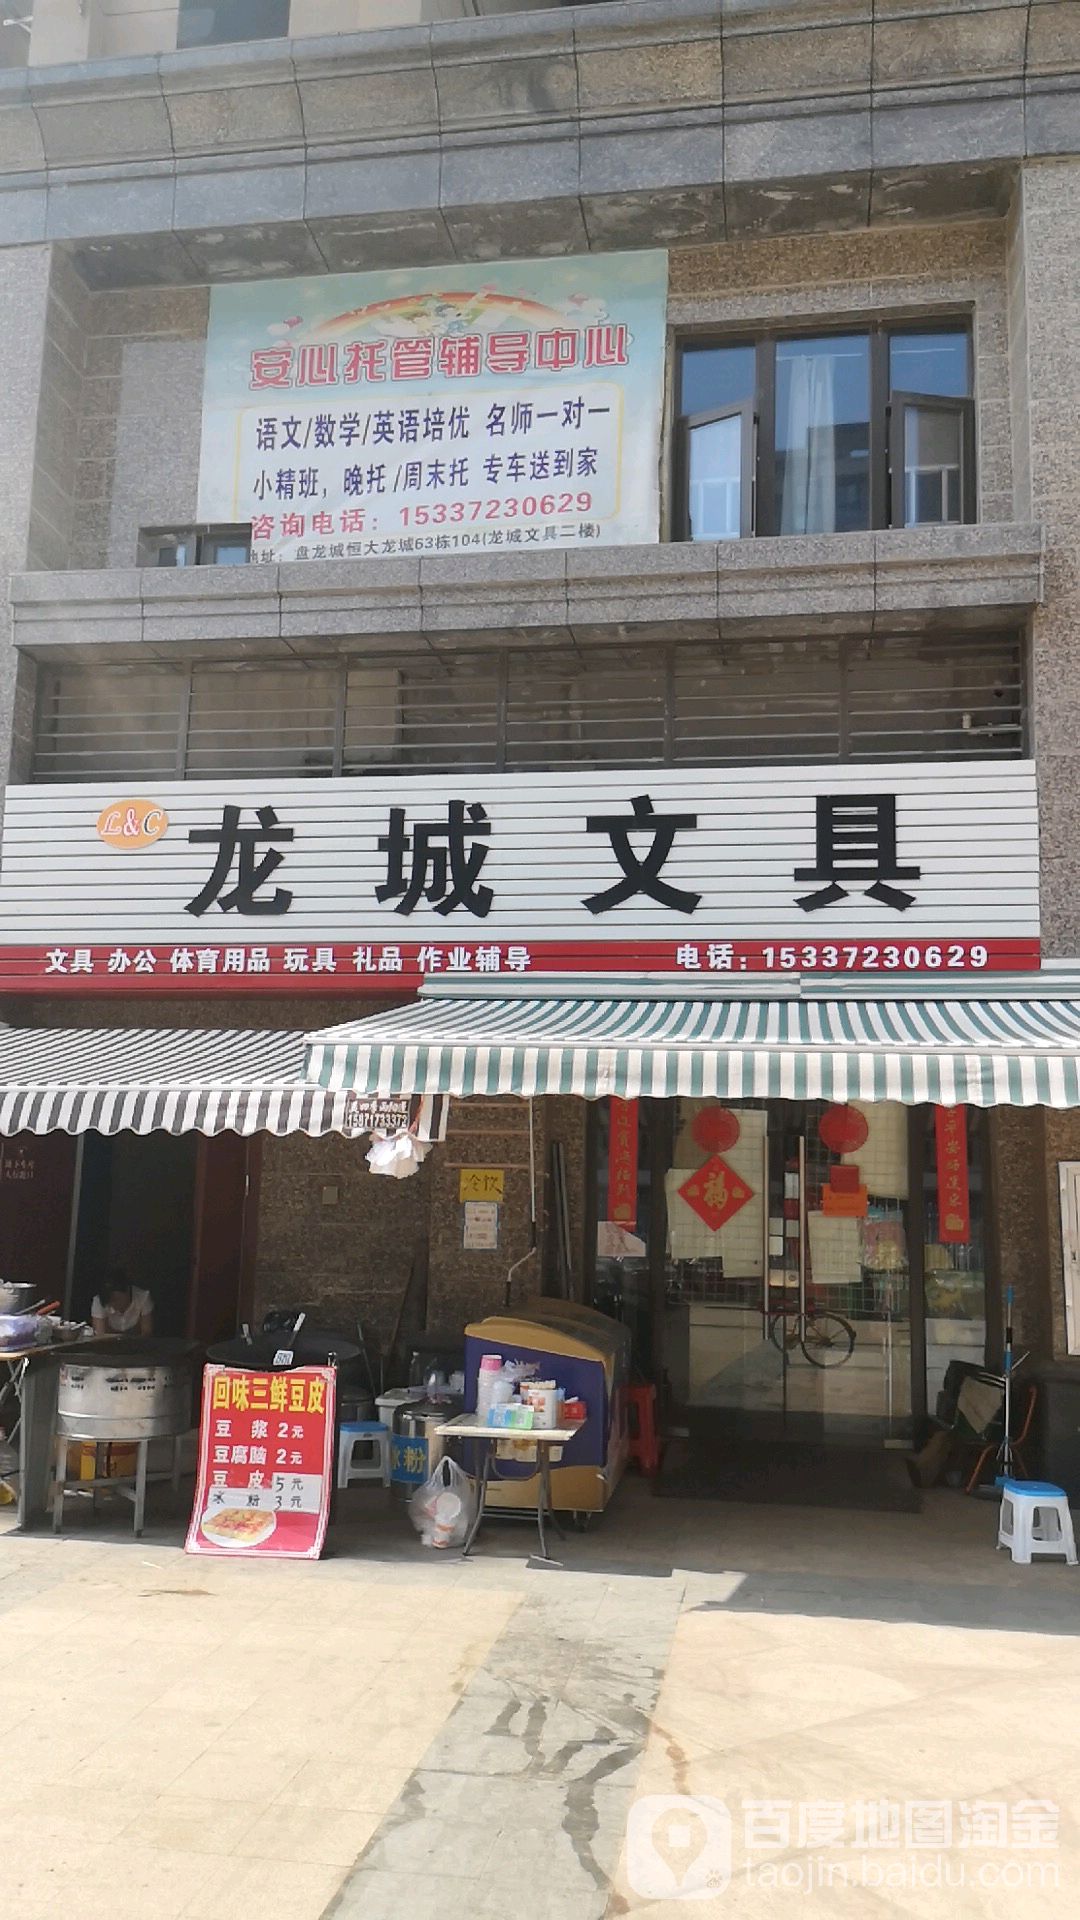 安心托管辅导中心
语文/数学/英语培优 名师一对一
小精班，晚托/周末托 专车送到家
咨询电话：15337230629
地址：盘龙城恒大龙城63栋104(龙城文具二楼)
L&C
龙城文具
文具 办公 体育用品 玩具 礼品 作业辅导 电话：15337230629
15971733372
冷饮
福
回味三鲜豆皮
豆浆 2元
豆腐脑 2元
豆皮 5元
冰粉 3元
冰粉
百度地图淘金
taojin.baidu.com